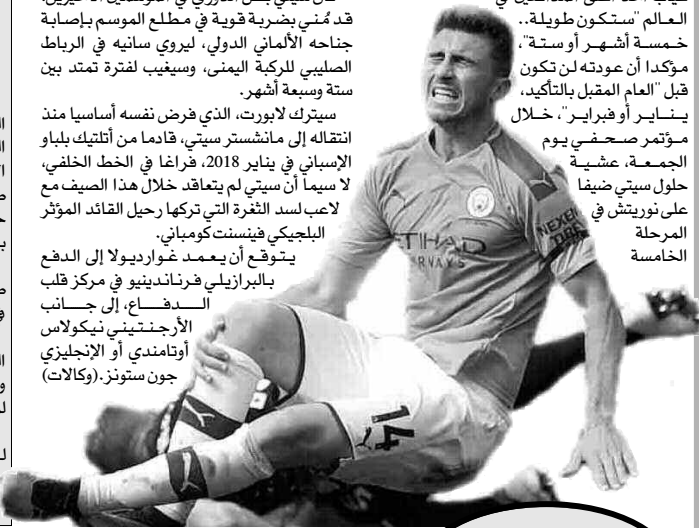 العالم "ستكون طويلة..
خمسة أشهر أو ستة"،
مؤكدا أن عودته لن تكون
قبل "العام المقبل بالتأكيد،
يناير أو فبراير"، خلال
مؤتمر صحفي يوم
الجمعة، عشية
حلول سيتي ضيفا
على نوريتش في
المرحلة
الخامسة
قد مُني بضربة قوية في مطلع الموسم بإصابة
جناحه الألماني الدولي، ليروي سانيه في الرباط
الصليبي للركبة اليمنى، وسيغيب لفترة تمتد بين
ستة وسبعة أشهر.
سيترك لابورت، الذي فرض نفسه أساسيا منذ
انتقاله إلى مانشستر سيتي، قادما من أتلتيك بلباو
الإسباني في يناير 2018، فراغا في الخط الخلفي،
لا سيما أن سيتي لم يتعاقد خلال هذا الصيف مع
لاعب لسد الثغرة التي تركها رحيل القائد المؤثر
البلجيكي فينسنت كومباني.
يتوقع أن يعمد غوارديولا إلى الدفع
بالبرازيلي فرناندينيو في مركز قلب
الدفاع، إلى جانب
الأرجنتيني نيكولاس
أوتامندي أو الإنجليزي
جون ستونز.(وكالات)
NEXEN
TIRE
ETIHAD
AIRWAYS
14